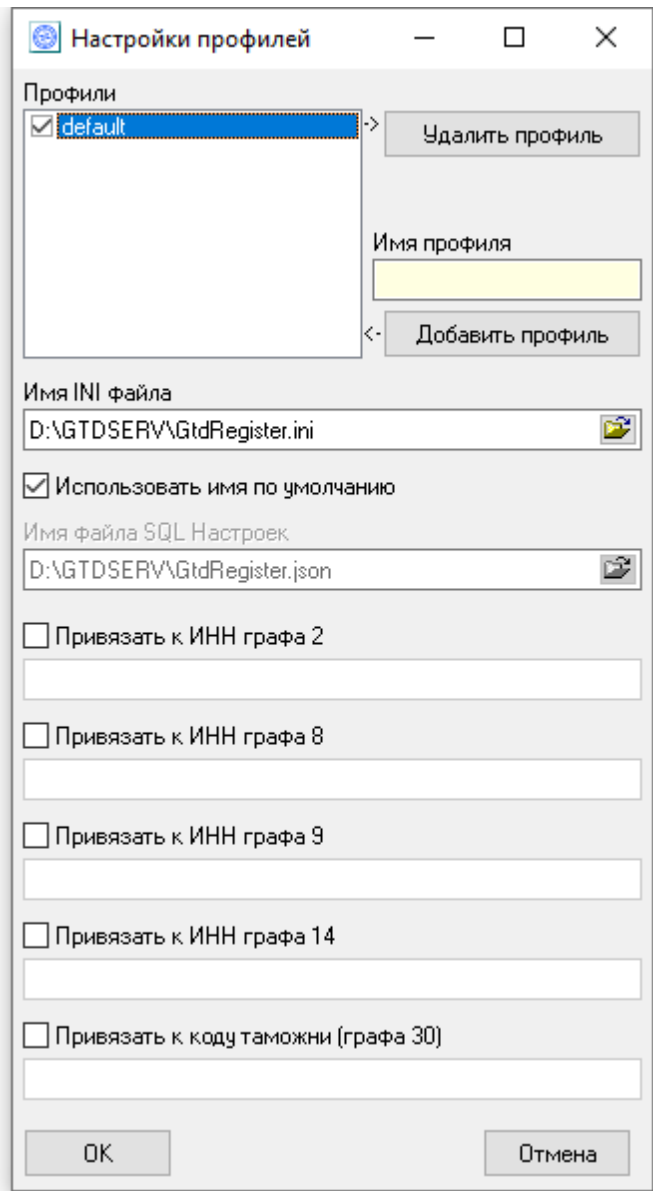 Настройки профилей
Профили
default
->
Удалить профиль
Имя профиля
<-
Добавить профиль
Имя INI файла
D:\GTDSERV\GtdRegister.ini
Использовать имя по умолчанию
Имя файла SQL Настроек
D:\GTDSERV\GtdRegister.json
Привязать к ИНН графа 2
Привязать к ИНН графа 8
Привязать к ИНН графа 9
Привязать к ИНН графа 14
Привязать к коду таможни (графа 30)
OK
Отмена